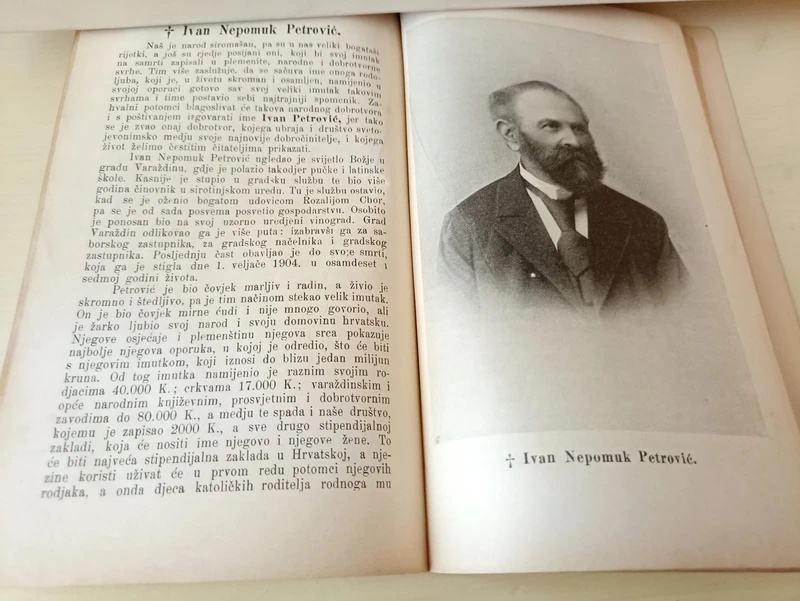 † Ivan Nepomuk Petrović.
Naš je narod siromašan, pa su u nas veliki bogataši
rijetki, a još su rjedje posijani oni, koji bi svoj imutak
na samrti zapisali u plemenite, narodne i dobrotvorne
svrhe. Tim više zaslužuje, da se sačuva ime onoga rodo-
ljuba, koji je, u životu skroman i osamljen, namijenio u
svojoj oporuci gotovo sav svoj veliki imutak takovim
svrhama i time postavio sebi najtrajniji spomenik. Za-
hvalni potomci blagoslivat će takova narodnog dobrotvora
i s poštivanjem izgovarati ime Ivan Petrović, jer tako
se je zvao onaj dobrotvor, kojega ubraja i društvo sveto-
jevonimsko medju svoje najnovije dobročinitelje, i kojega
život želimo čestitim čitateljima prikazati.
Ivan Nepomuk Petrović ugledao je svijetlo Božje u
gradu Varaždinu, gdje je polazio takodjer pučke i latinske
škole. Kasnije je stupio u gradsku službu te bio više
godina činovnik u sirotinjskom uredu. Tu je službu ostavio,
kad se je oženio bogatom udovicom Rozalijom Chor,
pa se je od sada posvema posvetio gospodarstvu. Osobito
je ponosan bio na svoj uzorno uredjeni vinograd. Grad
Varaždin odlikovao ga je više puta: izabravši ga za sa-
borskog zastupnika, za gradskog načelnika i gradskog
zastupnika. Posljednju čast obavljao je do svoje smrti,
koja ga je stigla dne 1. veljače 1904. u osamdeset i
sedmoj godini života.
Petrović je bio čovjek marljiv i radin, a živio je
skromno i štedljivo, pa je tim načinom stekao velik imutak.
On je bio čovjek mirne ćudi i nije mnogo govorio, ali
je žarko ljubio svoj narod i svoju domovinu hrvatsku.
Njegove osjećaje i plemenštinu njegova srca pokazuje
najbolje njegova oporuka, u kojoj je odredio, što će biti
s njegovim imutkom, koji iznosi do blizu jedan milijun
kruna. Od tog imutka namijenio je raznim svojim ro-
djacima 40.000 K.; crkvama 17.000 K.; varaždinskim i
opće narodnim književnim, prosvjetnim i dobrotvornim
zavodima do 80.000 K., a medju te spada i naše društvo,
kojemu je zapisao 2000 K., a sve drugo stipendijalnoj
zakladi, koja će nositi ime njegovo i njegove žene. To
će biti najveća stipendijalna zaklada u Hrvatskoj, a nje-
zine koristi uživat će u prvom redu potomci njegovih
rodjaka, a onda djeca katoličkih roditelja rodnoga mu
† Ivan Nepomuk Petrović.